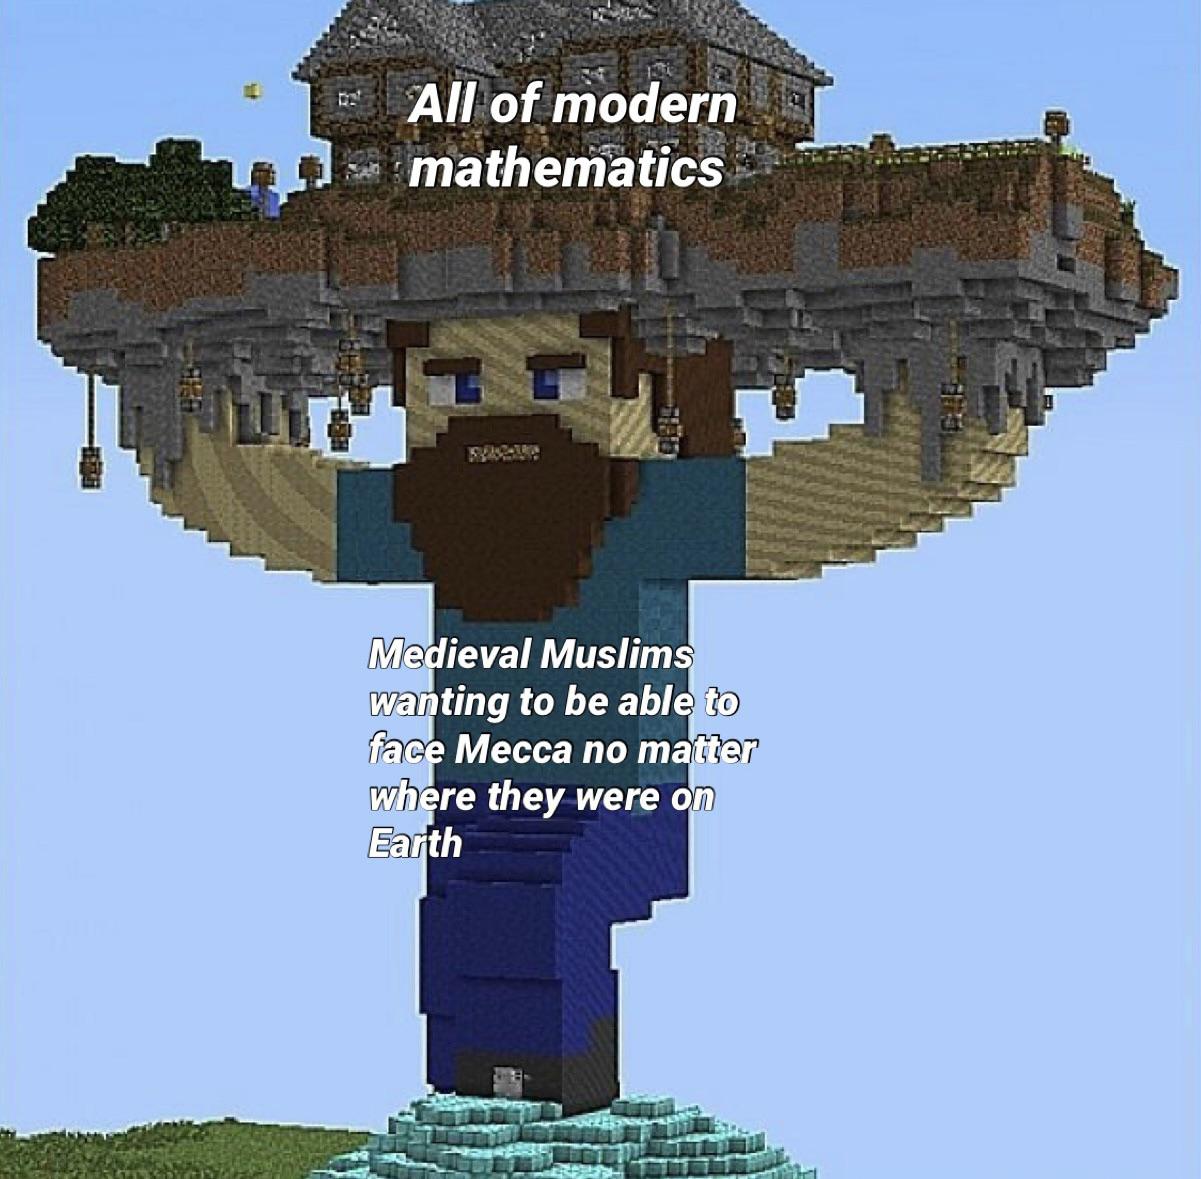 All of modern
mathematics
Medieval Muslims
wanting to be able to
face Mecca no matter
where they were on
Earth